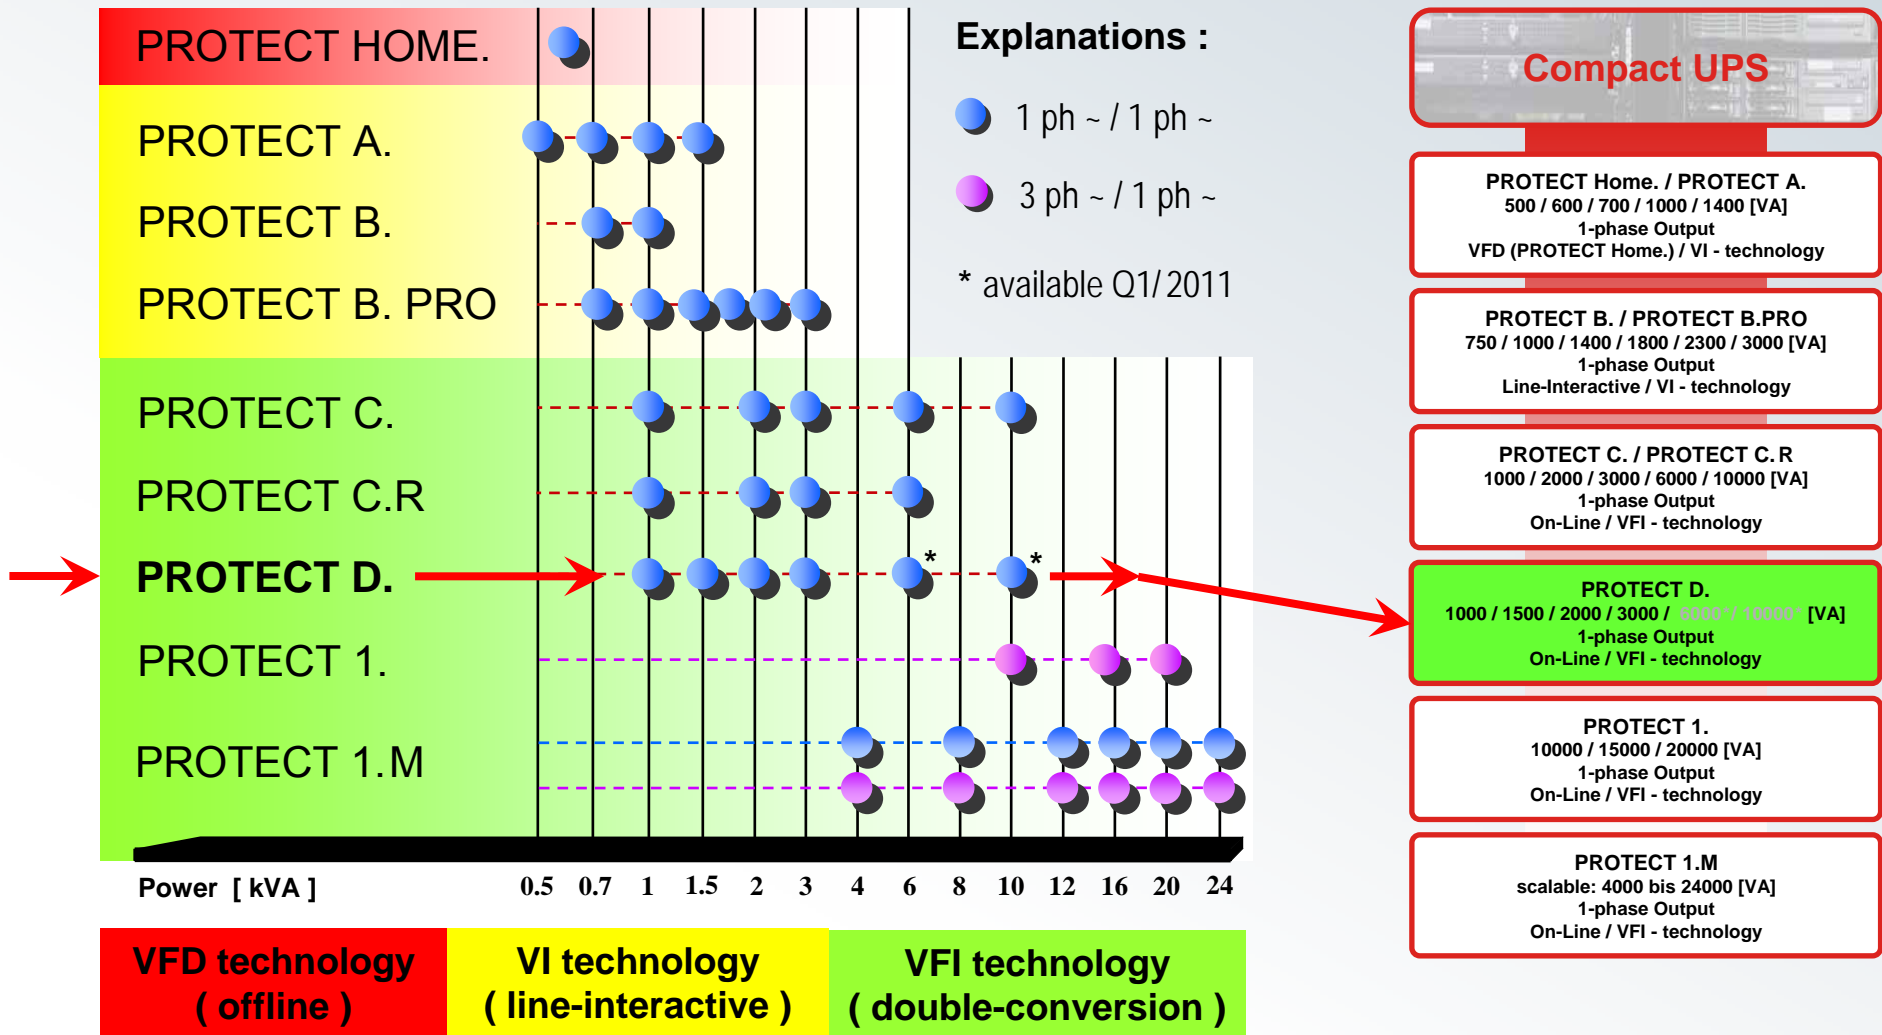 PROTECT HOME.
PROTECT A.
PROTECT B.
PROTECT B. PRO
PROTECT C.
PROTECT C.R
PROTECT D.
* *
PROTECT 1.
PROTECT 1.M
Power [ kVA ] 0.5 0.7 1 1.5 2 3 4 6 8 10 12 16 20 24
VFD technology
( offline )
VI technology
( line-interactive )
VFI technology
( double-conversion )
Explanations :
1 ph ~ / 1 ph ~
3 ph ~ / 1 ph ~
* available Q1/2011
Compact UPS
PROTECT Home. / PROTECT A.
500 / 600 / 700 / 1000 / 1400 [VA]
1-phase Output
VFD (PROTECT Home.) / VI - technology
PROTECT B. / PROTECT B.PRO
750 / 1000 / 1400 / 1800 / 2300 / 3000 [VA]
1-phase Output
Line-Interactive / VI - technology
PROTECT C. / PROTECT C.R
1000 / 2000 / 3000 / 6000 / 10000 [VA]
1-phase Output
On-Line / VFI - technology
PROTECT D.
1000 / 1500 / 2000 / 3000 / 6000*/ 10000* [VA]
1-phase Output
On-Line / VFI - technology
PROTECT 1.
10000 / 15000 / 20000 [VA]
1-phase Output
On-Line / VFI - technology
PROTECT 1.M
scalable: 4000 bis 24000 [VA]
1-phase Output
On-Line / VFI - technology